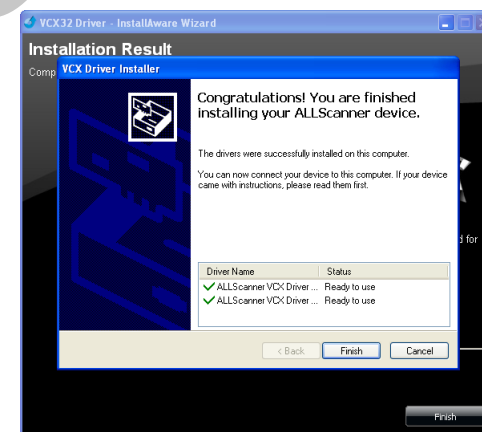 VCX32 Driver - InstallAware Wizard
Installation Result
Comp
VCX Driver Installer
Congratulations! You are finished
installing your ALLScanner device.
The drivers were successfully installed on this computer.
You can now connect your device to this computer. If your device
came with instructions, please read them first.
d for
Driver Name Status
ALLScanner VCX Driver ... Ready to use
ALLScanner VCX Driver ... Ready to use
< Back Finish Cancel
Finish